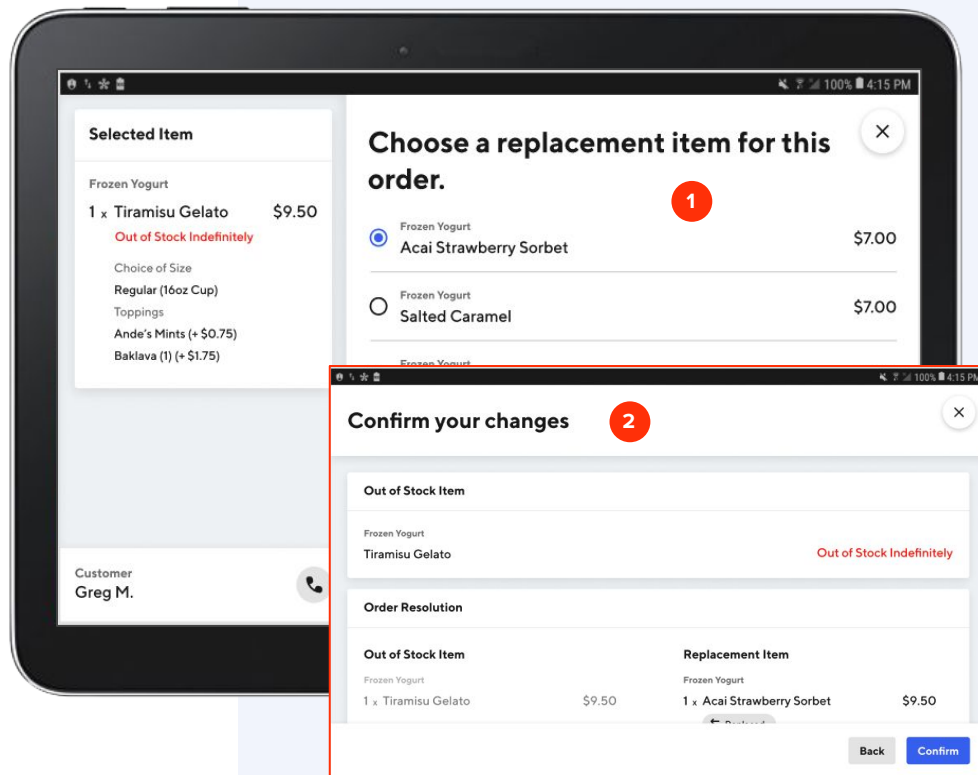 100% 4:15 PM
Selected Item
Frozen Yogurt
1 x Tiramisu Gelato $9.50
Out of Stock Indefinitely
Choice of Size
Regular (16oz Cup)
Toppings
Ande's Mints (+ $0.75)
Baklava (1) (+ $1.75)
Customer
Greg M.
Choose a replacement item for this
order.
1
Frozen Yogurt
Acai Strawberry Sorbet $7.00
Frozen Yogurt
Salted Caramel $7.00
Frozen Yogurt
100% 4:15 PM
Confirm your changes 2
Out of Stock Item
Frozen Yogurt
Tiramisu Gelato Out of Stock Indefinitely
Order Resolution
Out of Stock Item Replacement Item
Frozen Yogurt Frozen Yogurt
1 x Tiramisu Gelato $9.50 1 x Acai Strawberry Sorbet $9.50
Replaced
Back Confirm